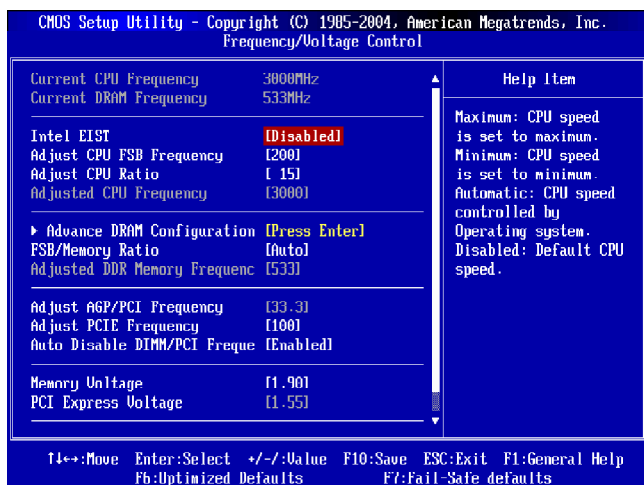 CMOS Setup Utility - Copyright (C) 1985-2004, American Megatrends, Inc.
Frequency/Voltage Control
Current CPU Frequency 3000MHz
Current DRAM Frequency 533MHz
Intel EIST [Disabled]
Adjust CPU FSB Frequency [200]
Adjust CPU Ratio [ 15]
Adjusted CPU Frequency [3000]
Advance DRAM Configuration [Press Enter]
FSB/Memory Ratio [Auto]
Adjusted DDR Memory Frequenc [533]
Adjust AGP/PCI Frequency [33.3]
Adjust PCIE Frequency [100]
Auto Disable DIMM/PCI Freque [Enabled]
Memory Voltage [1.90]
PCI Express Voltage [1.55]
Help Item
Maximum: CPU speed
is set to maximum.
Minimum: CPU speed
is set to minimum.
Automatic: CPU speed
controlled by
Operating system.
Disabled: Default CPU
speed.
↑↓←→:Move Enter:Select +/-/:Value F10:Save ESC:Exit F1:General Help
F6:Optimized Defaults F7:Fail-Safe defaults